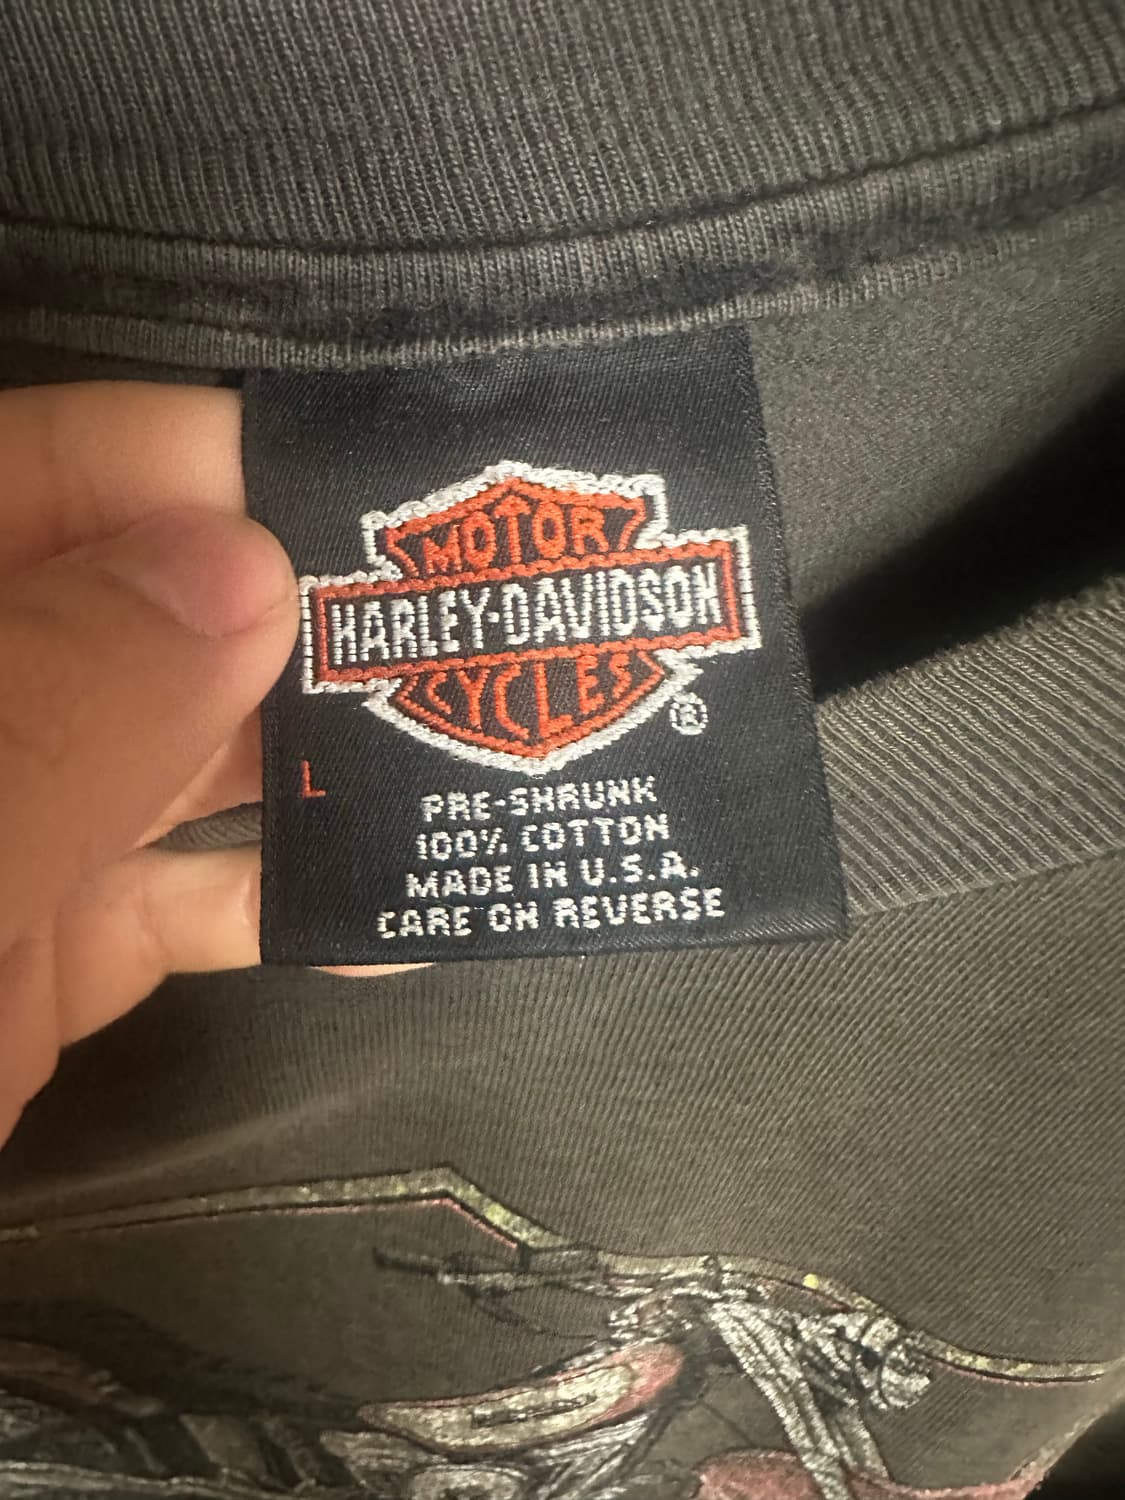 MOTOR
HARLEY-DAVIDSON
CYCLES
®
L
PRE-SHRUNK
100% COTTON
MADE IN U.S.A.
CARE ON REVERSE